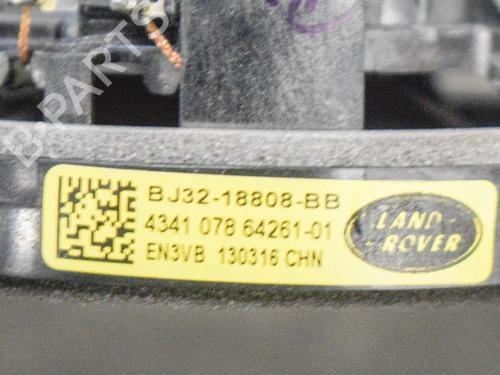 B-PARTS
BJ32-18808-BB
4341 078 64261-01
EN3VB 130316 CHN
LAND-
-ROVER